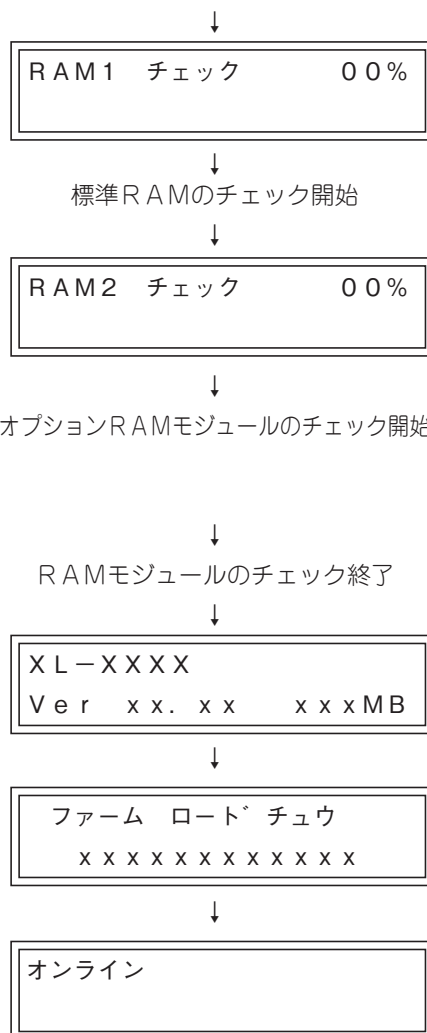 ↓
RAM1 チェック 00%
↓
標準RAMのチェック開始
↓
RAM2 チェック 00%
↓
オプションRAMモジュールのチェック開始
↓
RAMモジュールのチェック終了
↓
XL-XXXX
Ver xx.xx xxxMB
↓
ファーム ロード゛チュウ
xxxxxxxxxxxx
↓
オンライン